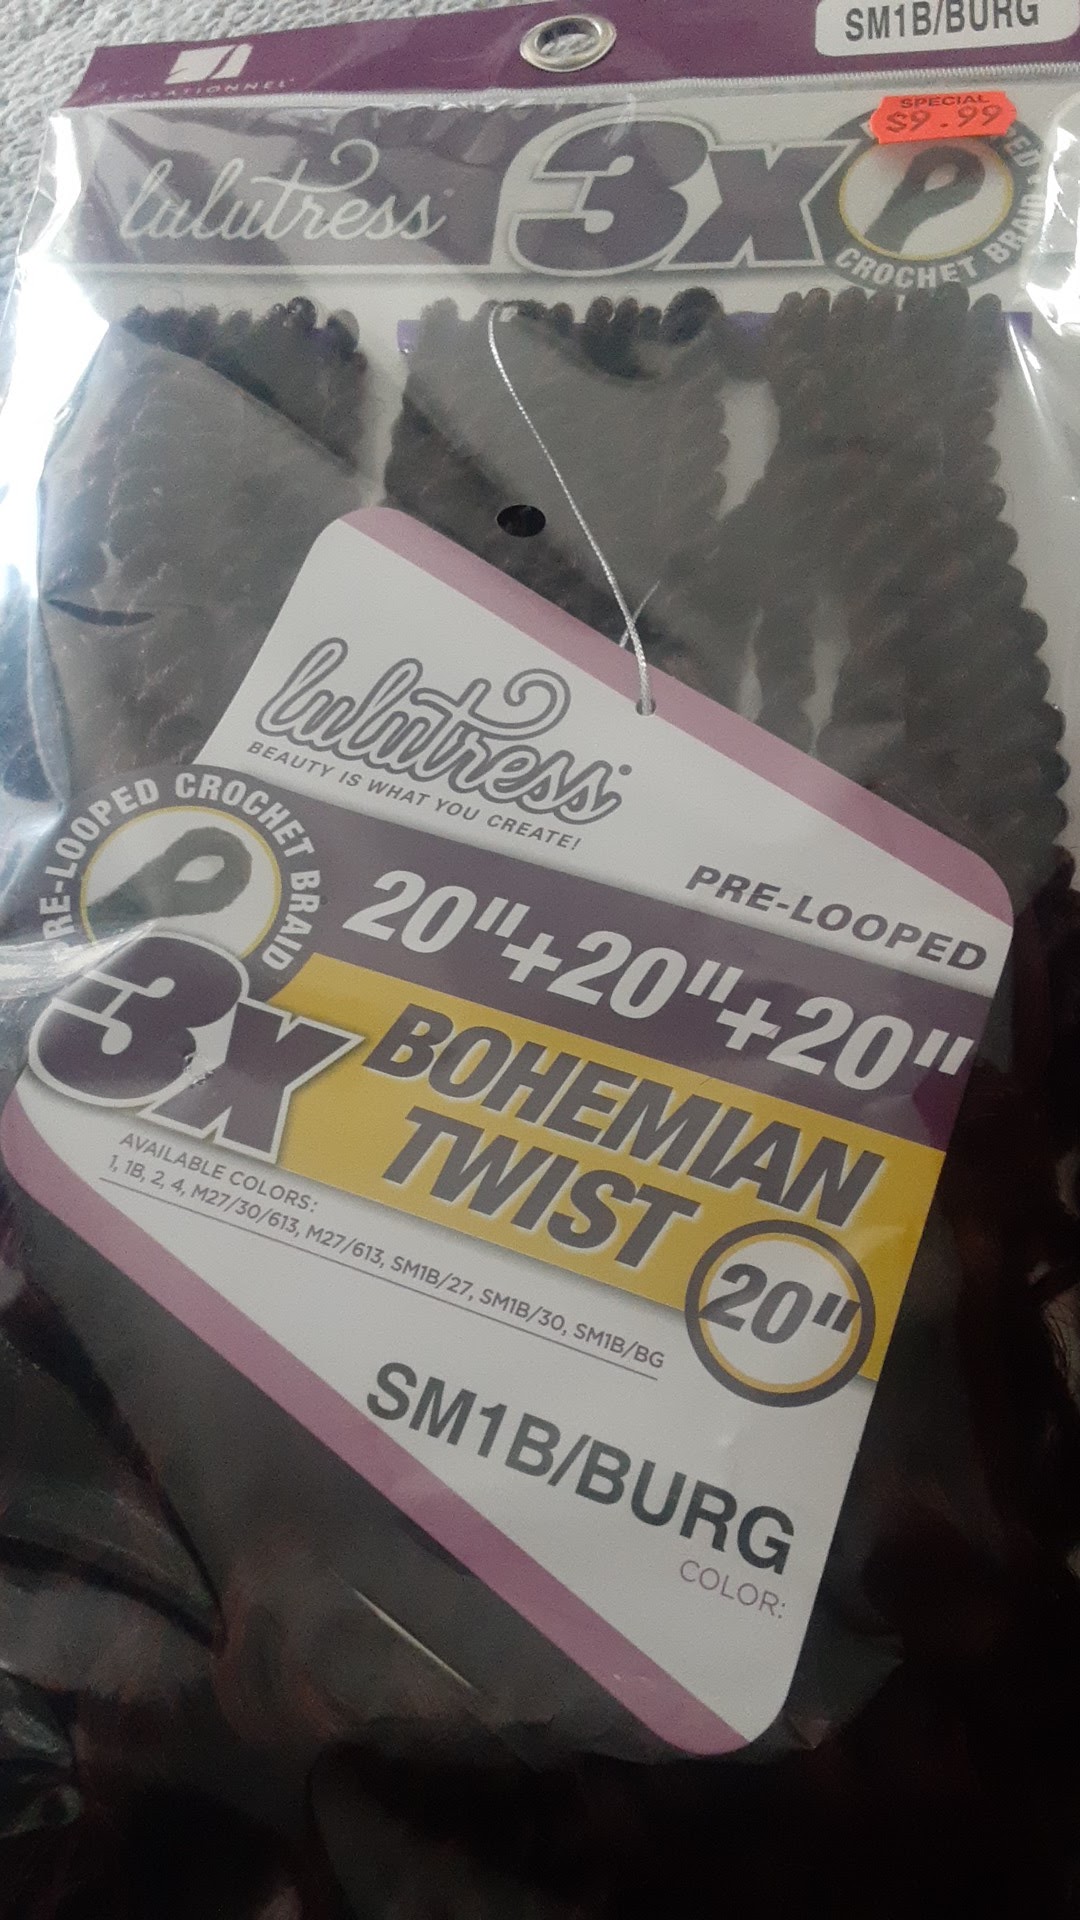 SM1B/BURG
SENSATIONNEL
SPECIAL
$9.99
lulutress
3x
CROCHET BRAID
lulutress
BEAUTY IS WHAT YOU CREATE!
PRE-LOOPED
PRE-LOOPED CROCHET BRAID
20"+20"+20"
3x
BOHEMIAN
TWIST
20"
AVAILABLE COLORS:
1, 1B, 2, 4, M27/30/613, M27/613, SM1B/27, SM1B/30, SM1B/BG
SM1B/BURG
COLOR: